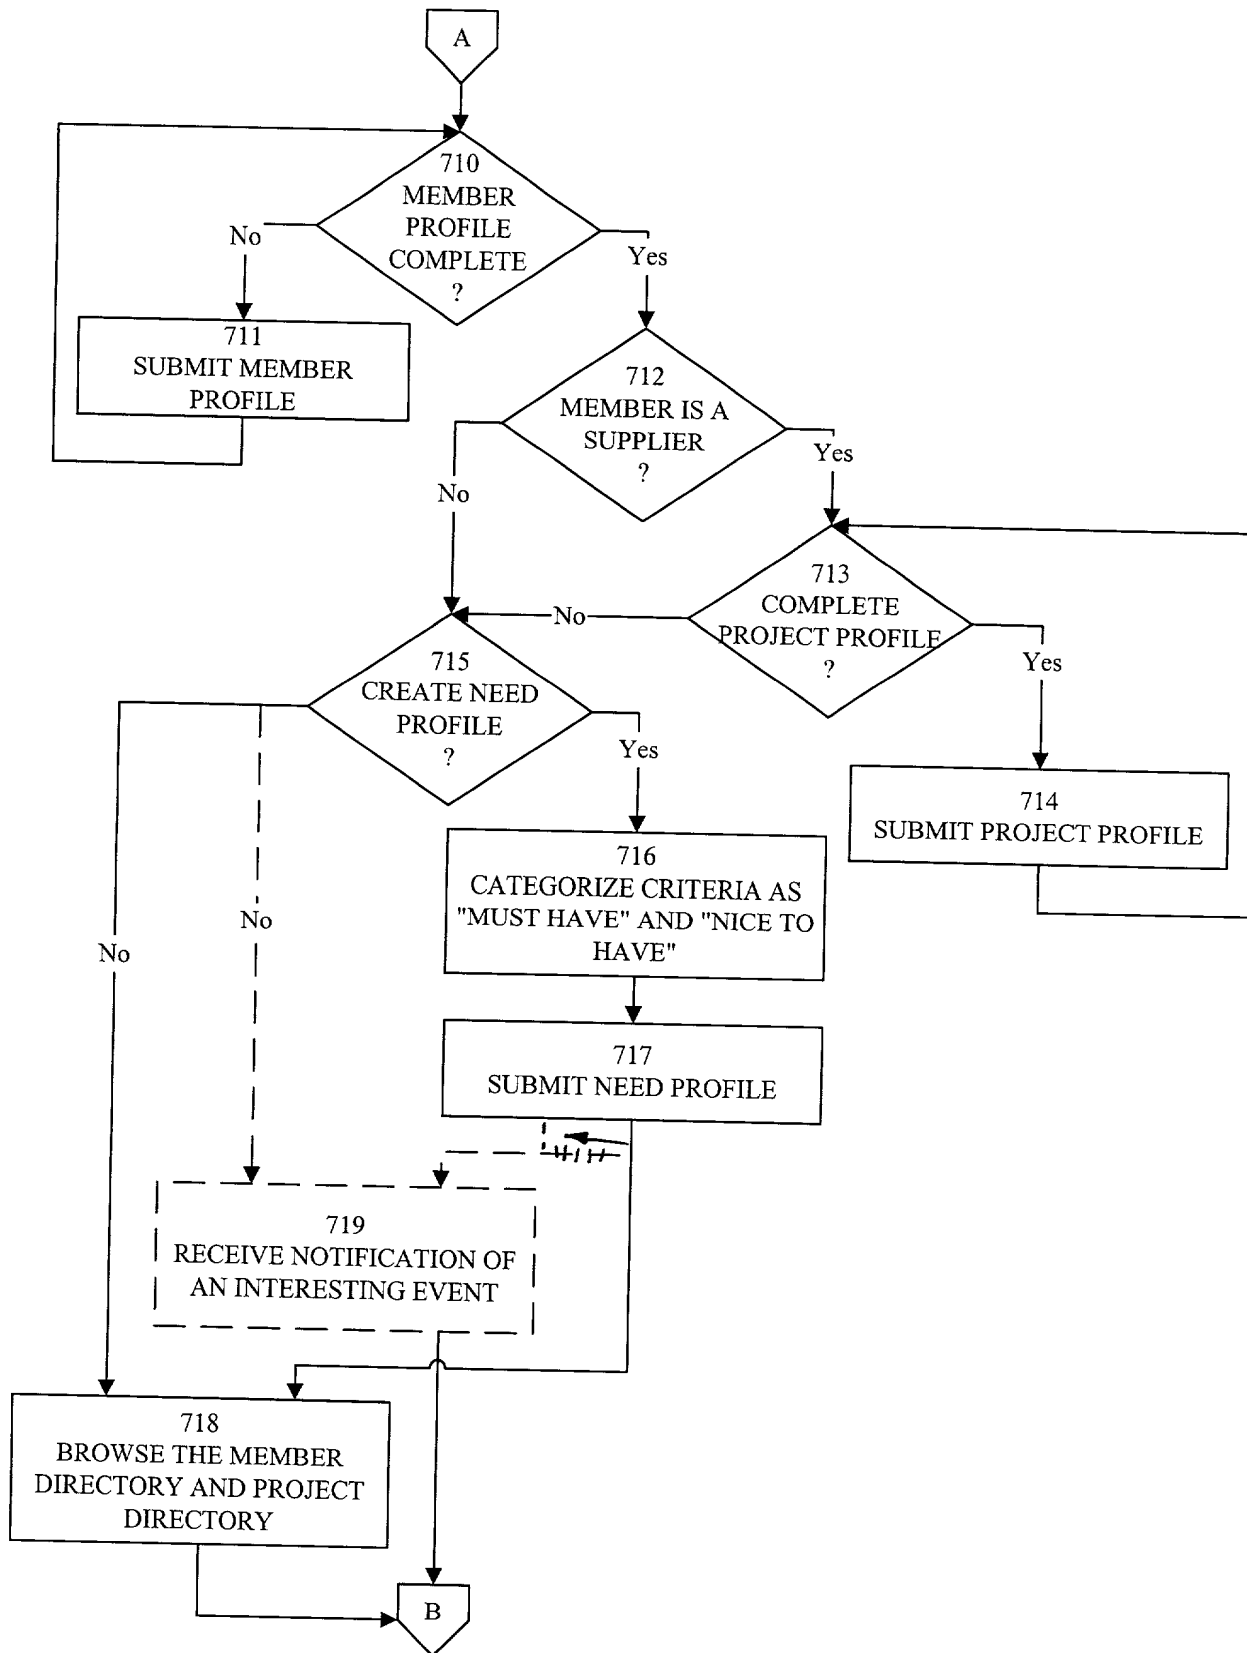 A
710
MEMBER
PROFILE
COMPLETE
?
No
Yes
711
SUBMIT MEMBER
PROFILE
712
MEMBER IS A
SUPPLIER
?
No
Yes
713
COMPLETE
PROJECT PROFILE
?
No
Yes
715
CREATE NEED
PROFILE
?
Yes
No
No
714
SUBMIT PROJECT PROFILE
716
CATEGORIZE CRITERIA AS
"MUST HAVE" AND "NICE TO
HAVE"
717
SUBMIT NEED PROFILE
719
RECEIVE NOTIFICATION OF
AN INTERESTING EVENT
718
BROWSE THE MEMBER
DIRECTORY AND PROJECT
DIRECTORY
B